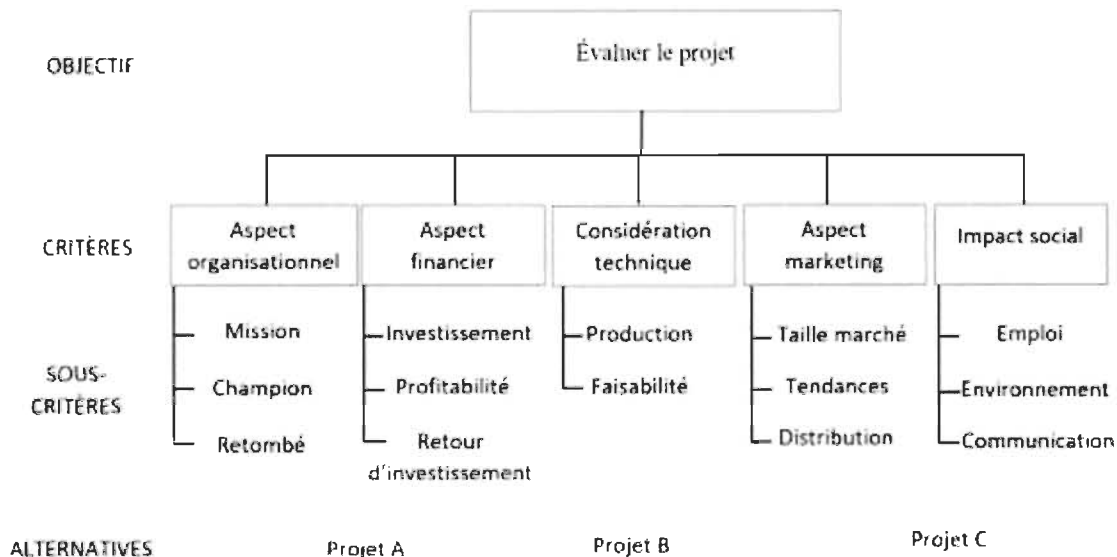 Évaluer le projet
OBJECTIF
CRITÈRES
Aspect
organisationnel
Aspect
financier
Considération
technique
Aspect
marketing
Impact social
SOUS-
CRITÈRES
Mission
Champion
Retombé
Investissement
Profitabilité
Retour
d'investissement
Production
Faisabilité
Taille marché
Tendances
Distribution
Emploi
Environnement
Communication
ALTERNATIVES
Projet A
Projet B
Projet C